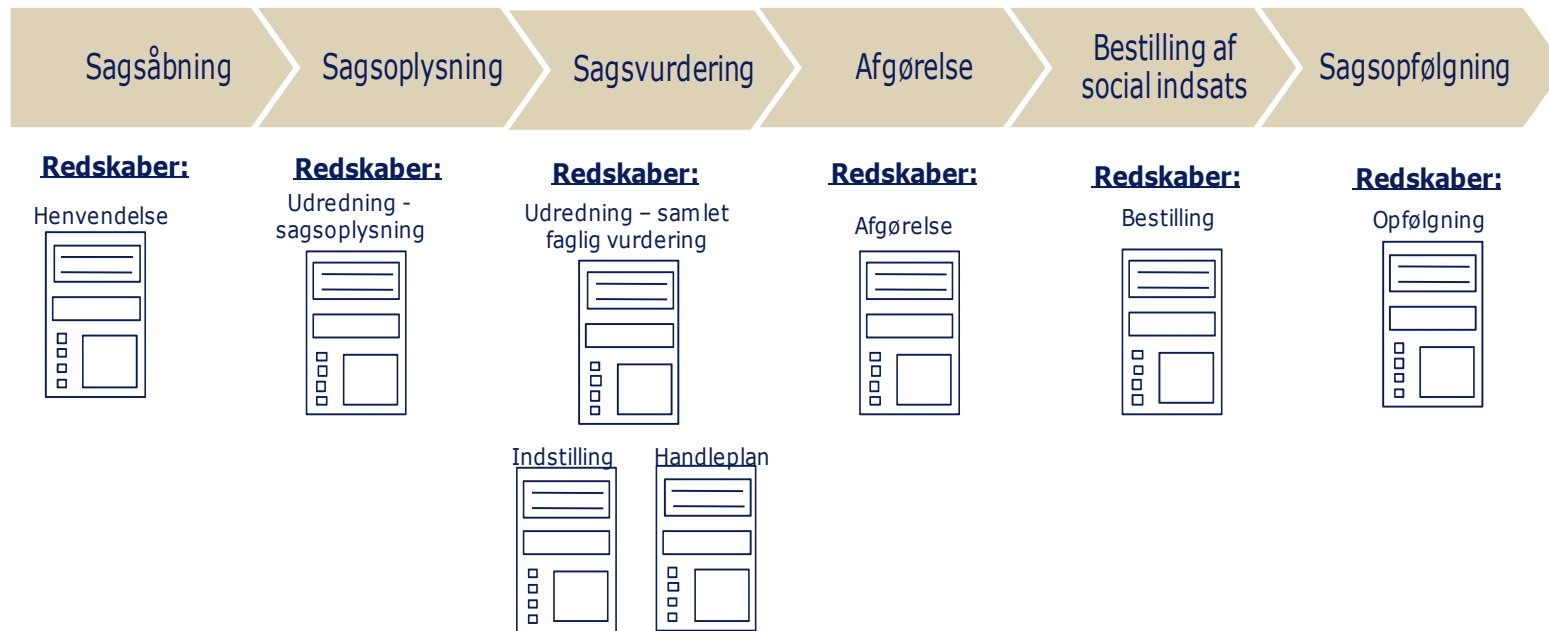 Sagsåbning
Sagsoplysning
Sagsvurdering
Afgørelse
Bestilling af
social indsats
Sagsopfølgning
Redskaber:
Henvendelse
Redskaber:
Udredning -
sagsoplysning
Redskaber:
Udredning – samlet
faglig vurdering
Indstilling
Handleplan
Redskaber:
Afgørelse
Redskaber:
Bestilling
Redskaber:
Opfølgning